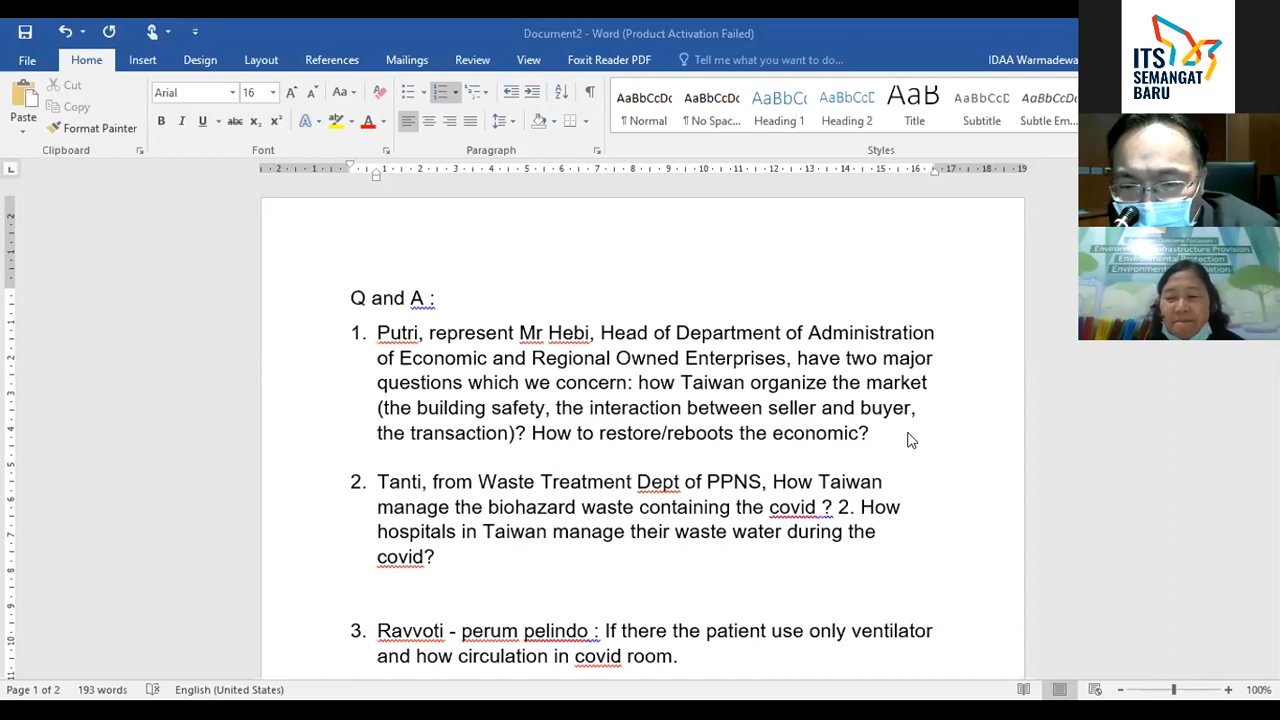 Document2 - Word (Product Activation Failed)
File Home Insert Design Layout References Mailings Review View Foxit Reader PDF Tell me what you want to do... IDAA Warmadewa
Paste
Cut
Copy
Format Painter
Clipboard
Arial 16
Font
Paragraph
AaBbCcDc AaBbCcDc AaBbCc AaBbCcD AaB AaBbCcD AaBbCcDc
¶ Normal ¶ No Spac... Heading 1 Heading 2 Title Subtitle Subtle Em...
Styles
ITS
SEMANGAT
BARU
Environmental Protection
Q and A :
1. Putri, represent Mr Hebi, Head of Department of Administration
of Economic and Regional Owned Enterprises, have two major
questions which we concern: how Taiwan organize the market
(the building safety, the interaction between seller and buyer,
the transaction)? How to restore/reboots the economic?
2. Tanti, from Waste Treatment Dept of PPNS, How Taiwan
manage the biohazard waste containing the covid ? 2. How
hospitals in Taiwan manage their waste water during the
covid?
3. Ravvoti - perum pelindo : If there the patient use only ventilator
and how circulation in covid room.
Page 1 of 2 193 words English (United States) 100%